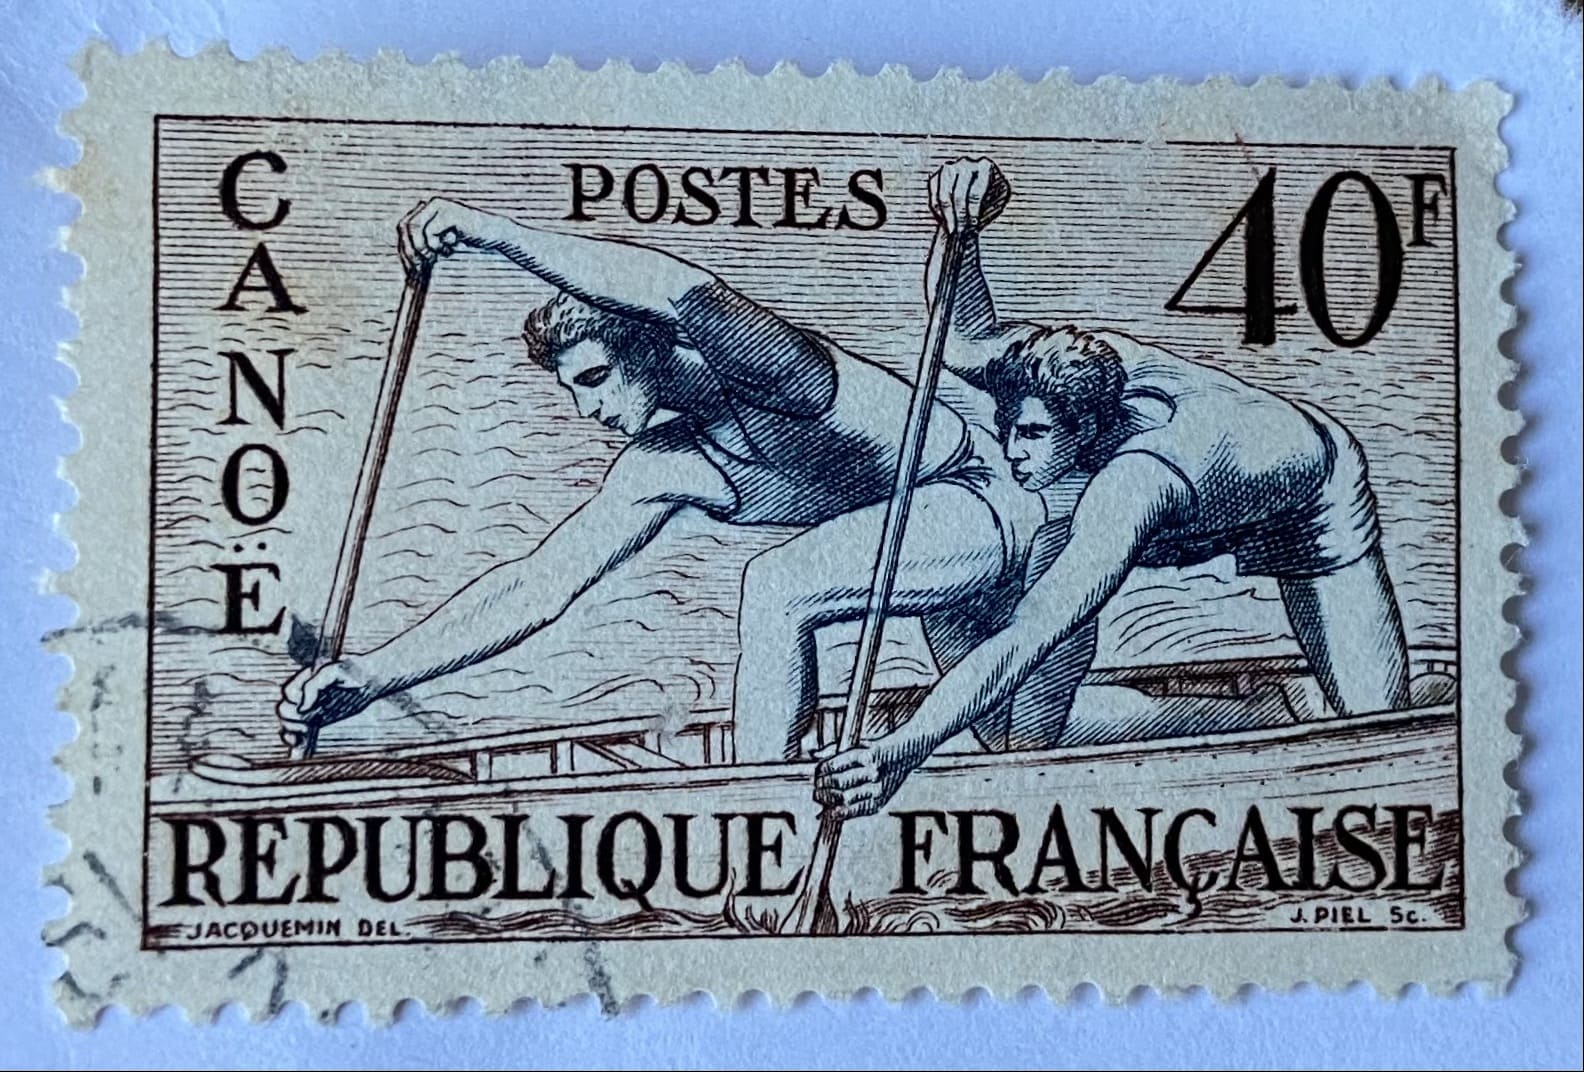 CANOË
POSTES
40F
REPUBLIQUE FRANÇAISE
JACQUEMIN DEL.
J. PIEL Sc.